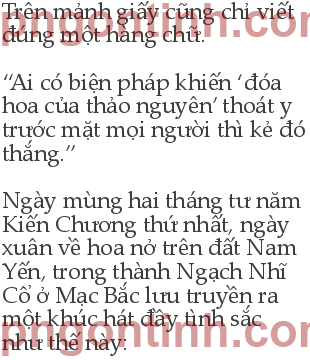 Trên mảnh giấy cũng chỉ viết
đúng một hàng chữ.
“Ai có biện pháp khiến ‘đóa
hoa của thảo nguyên’ thoát y
trước mặt mọi người thì kẻ đó
thắng.”
Ngày mùng hai tháng tư năm
Kiến Chương thứ nhất, ngày
xuân về hoa nở trên đất Nam
Yến, trong thành Ngạch Nhĩ
Cổ ở Mạc Bắc lưu truyền ra
một khúc hát đầy tình sắc
như thế này:
pngontinh.com
pngontinh.com